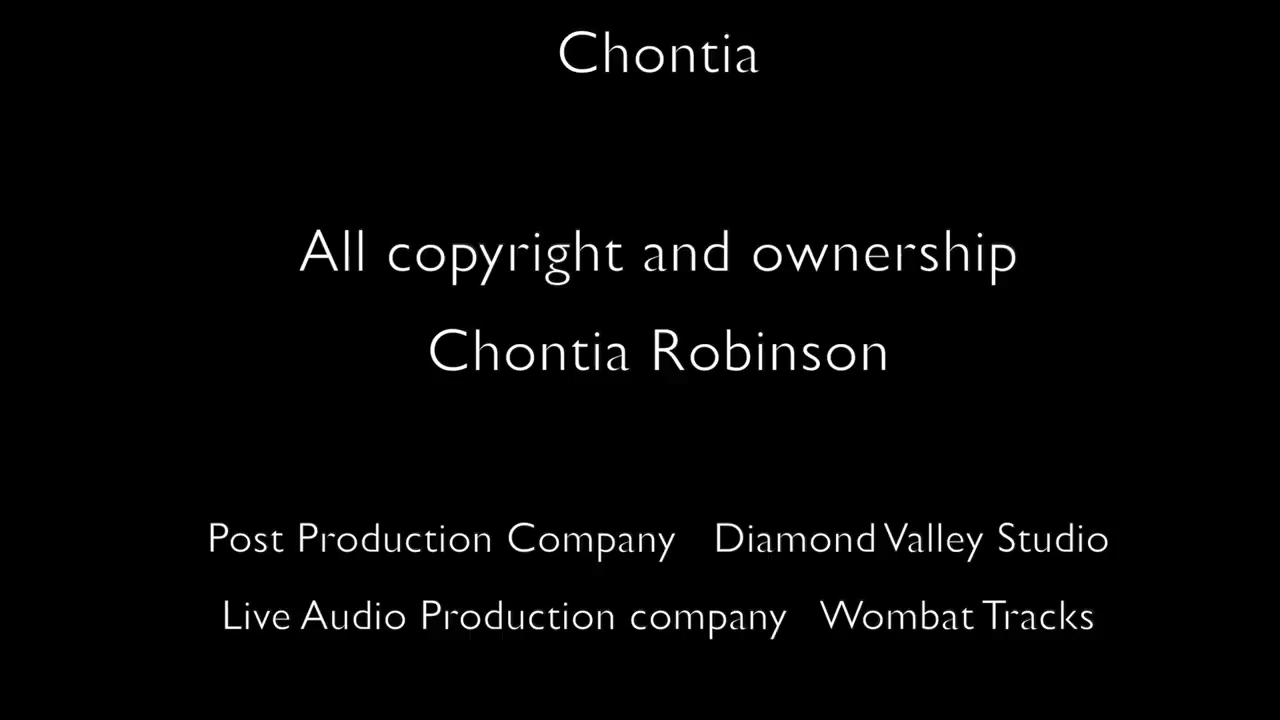 Chontia
All copyright and ownership
Chontia Robinson
Post Production Company Diamond Valley Studio
Live Audio Production company Wombat Tracks